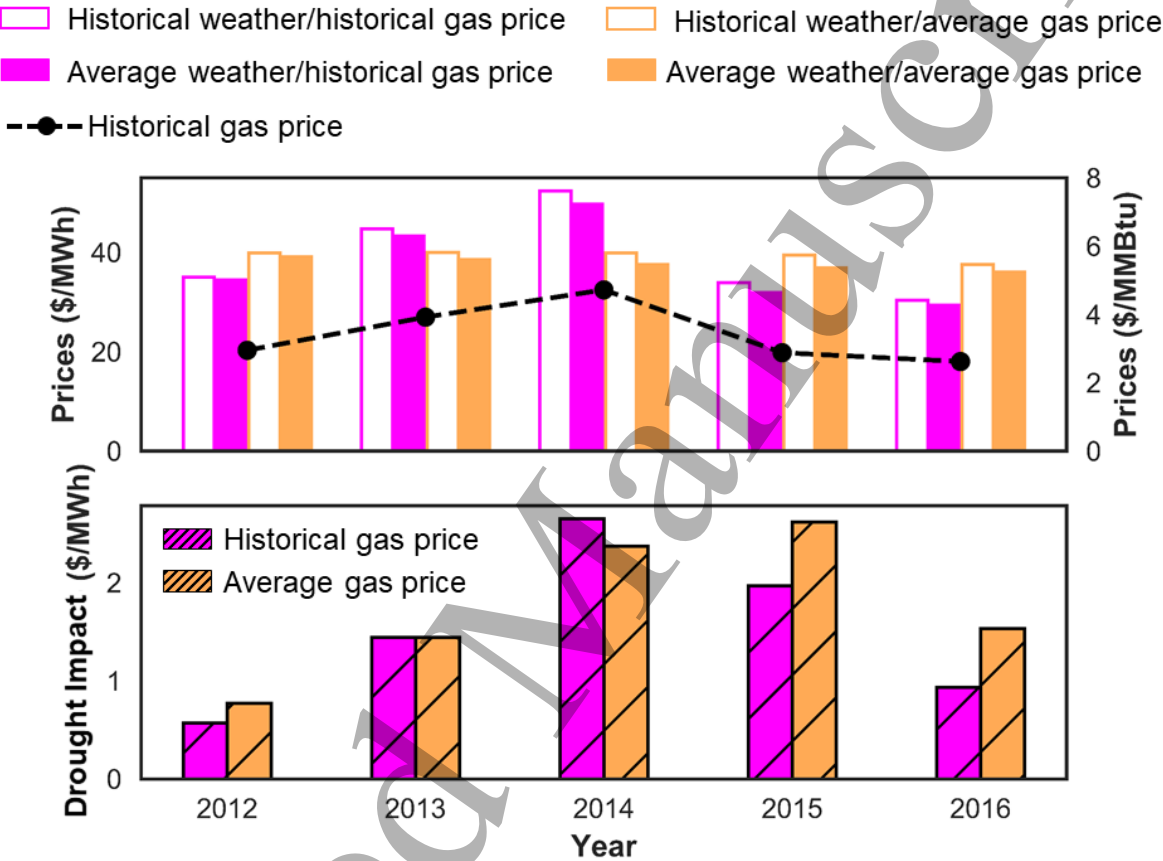 Historical weather/historical gas price
Historical weather/average gas price
Average weather/historical gas price
Average weather/average gas price
Historical gas price
Prices ($/MWh)
40
20
0
8
6
4
2
0
Prices ($/MMBtu)
Drought Impact ($/MWh)
2
1
0
Historical gas price
Average gas price
2012
2013
2014
2015
2016
Year